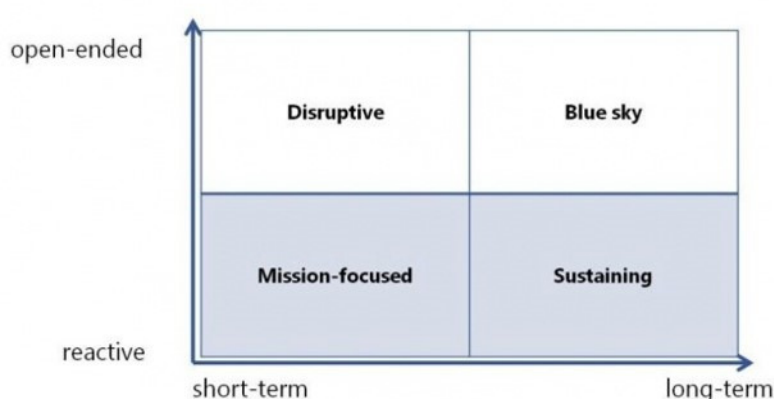 open-ended
Disruptive
Blue sky
Mission-focused
Sustaining
reactive
short-term
long-term